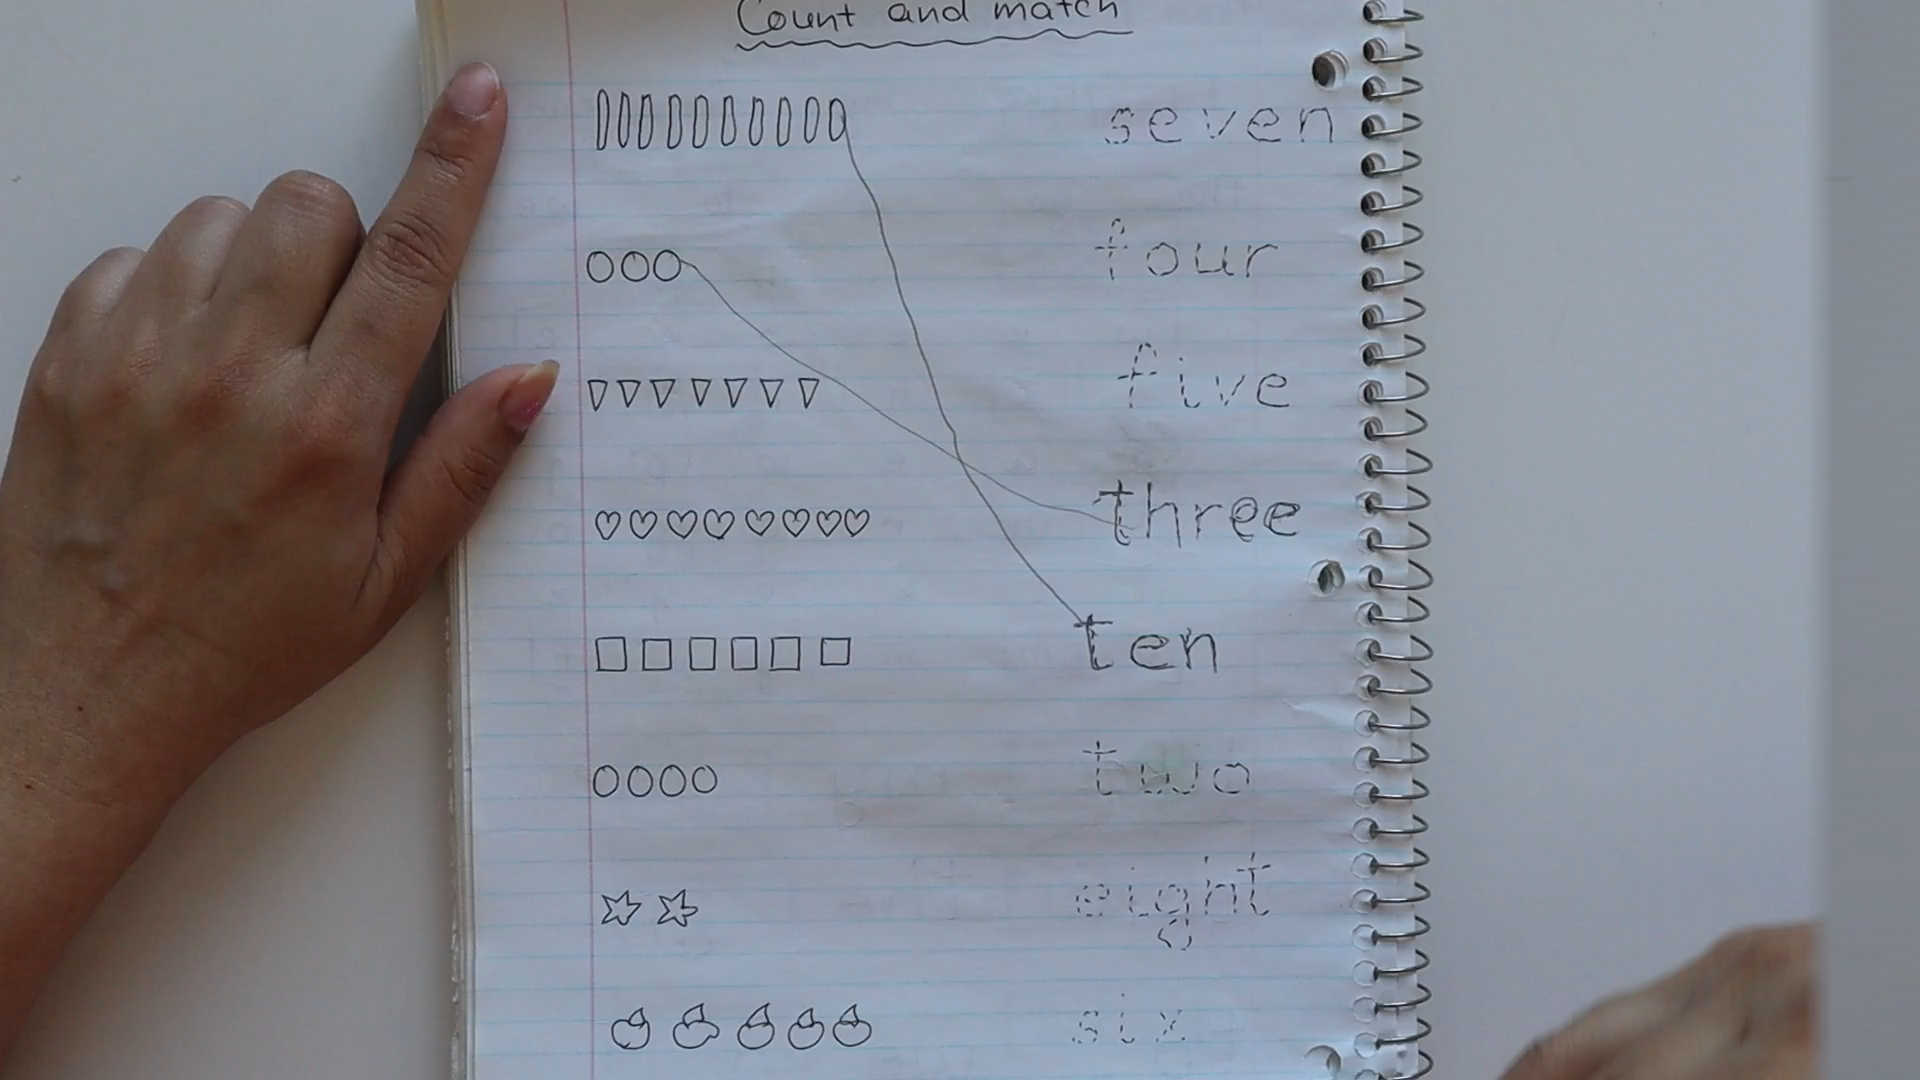 Count and match
seven
four
five
three
ten
two
eight
six